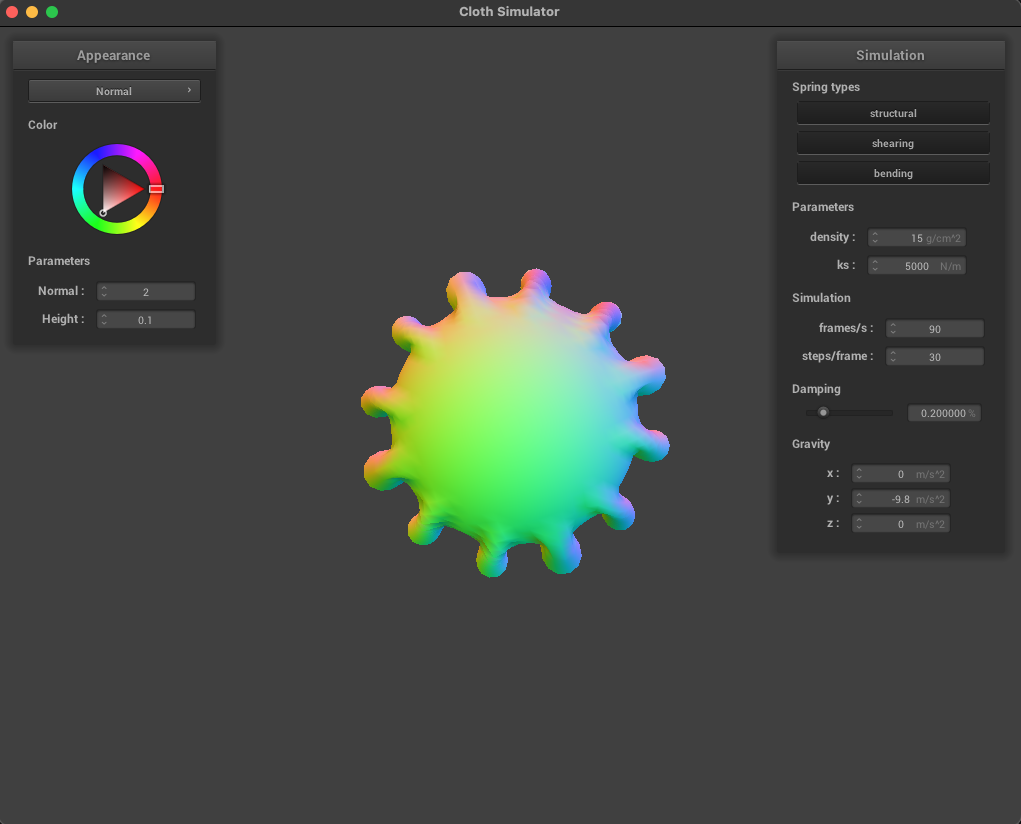 Cloth Simulator
Appearance
Normal
Color
Parameters
Normal : 2
Height : 0.1
Simulation
Spring types
structural
shearing
bending
Parameters
density : 15 g/cm^2
ks : 5000 N/m
Simulation
frames/s : 90
steps/frame : 30
Damping
0.200000 %
Gravity
x : 0 m/s^2
y : -9.8 m/s^2
z : 0 m/s^2